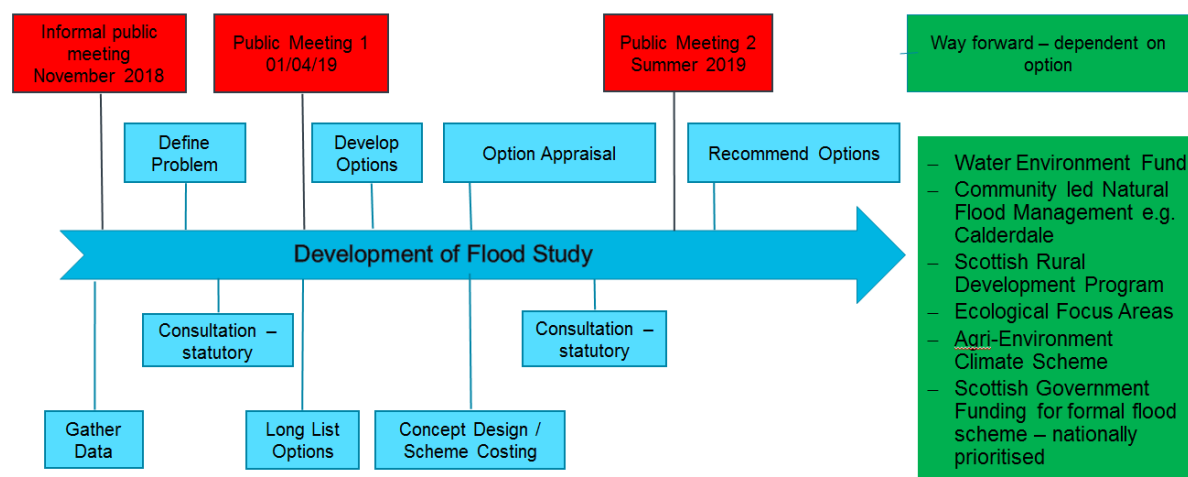 Informal public
meeting
November 2018
Public Meeting 1
01/04/19
Public Meeting 2
Summer 2019
Way forward – dependent on
option
Define
Problem
Develop
Options
Option Appraisal
Recommend Options
Development of Flood Study
Consultation –
statutory
Consultation –
statutory
Gather
Data
Long List
Options
Concept Design /
Scheme Costing
– Water Environment Fund
– Community led Natural
Flood Management e.g.
Calderdale
– Scottish Rural
Development Program
– Ecological Focus Areas
– Agri-Environment
Climate Scheme
– Scottish Government
Funding for formal flood
scheme – nationally
prioritised